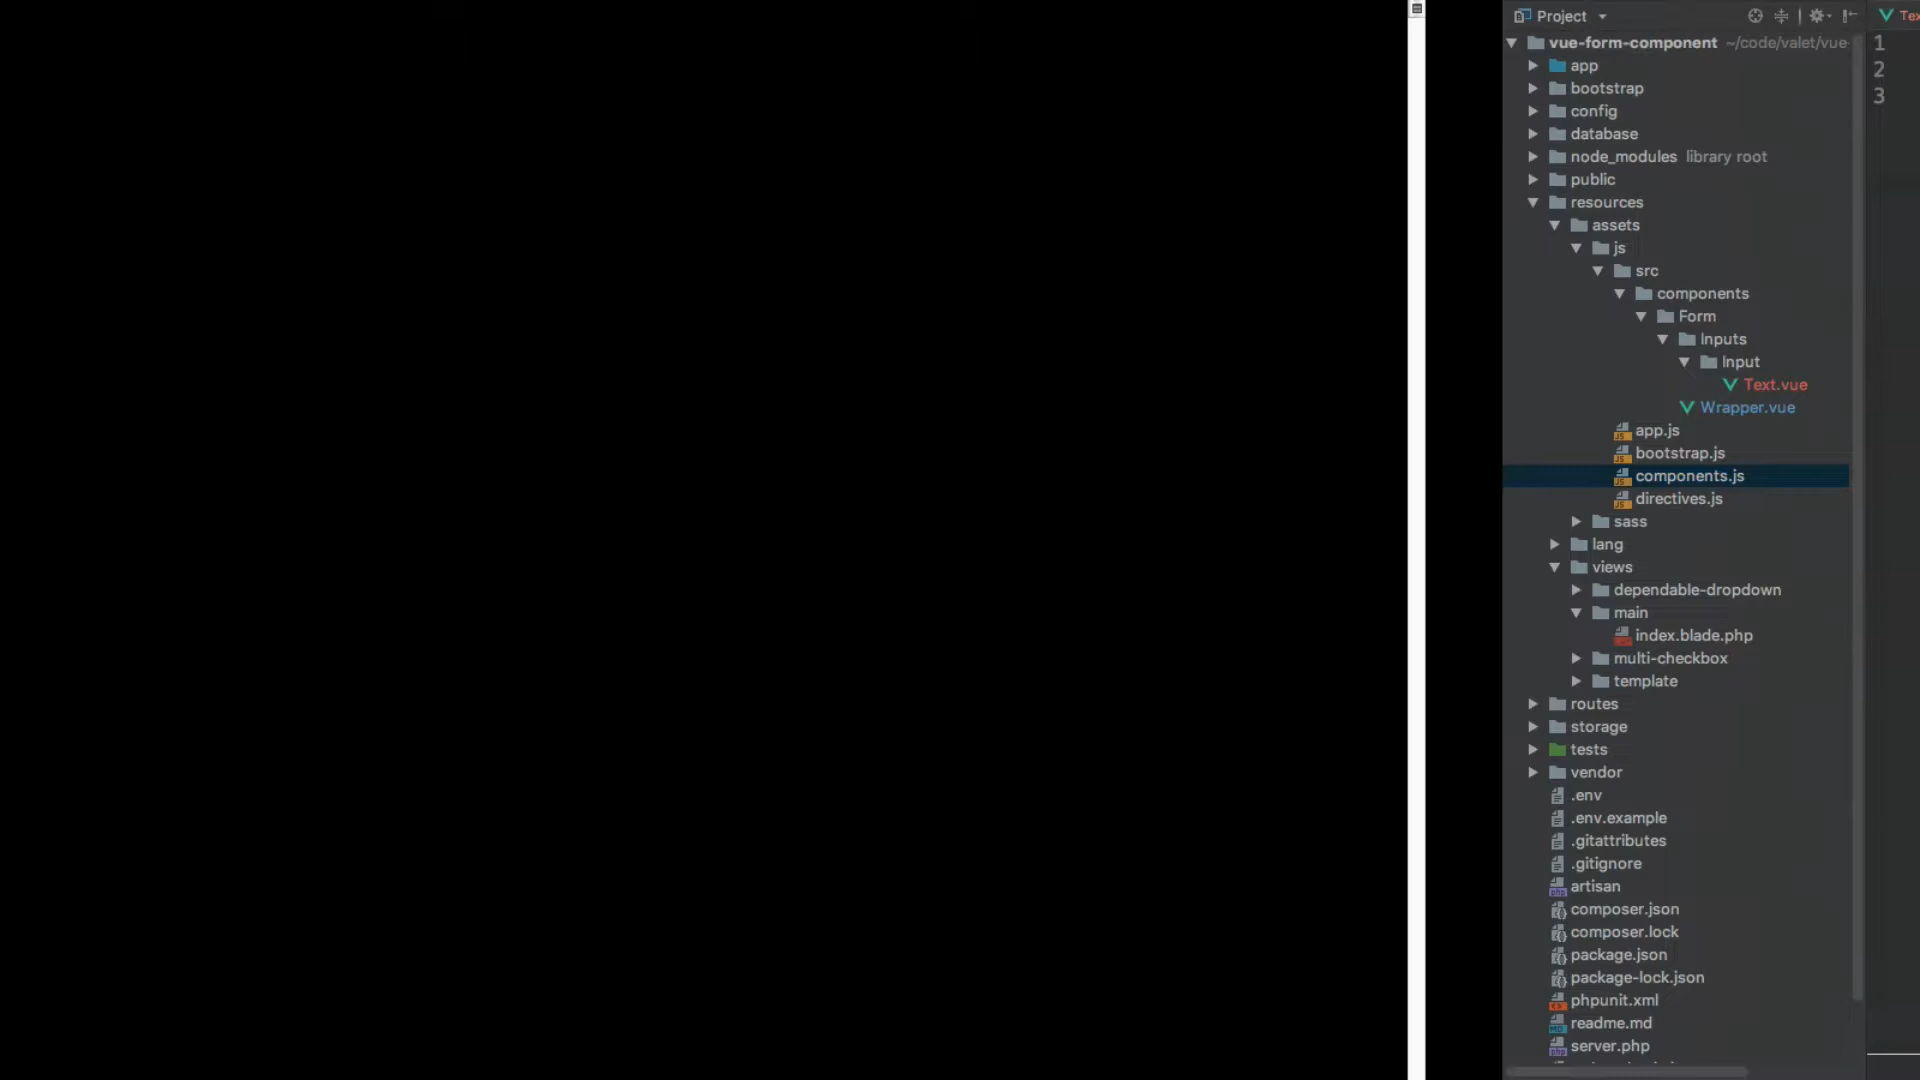 Project
Tex
vue-form-component ~/code/valet/vue-
1
app
2
bootstrap
3
config
database
node_modules library root
public
resources
assets
js
src
components
Form
Inputs
Input
Text.vue
Wrapper.vue
app.js
bootstrap.js
components.js
directives.js
sass
lang
views
dependable-dropdown
main
index.blade.php
multi-checkbox
template
routes
storage
tests
vendor
.env
.env.example
.gitattributes
.gitignore
artisan
composer.json
composer.lock
package.json
package-lock.json
phpunit.xml
readme.md
server.php